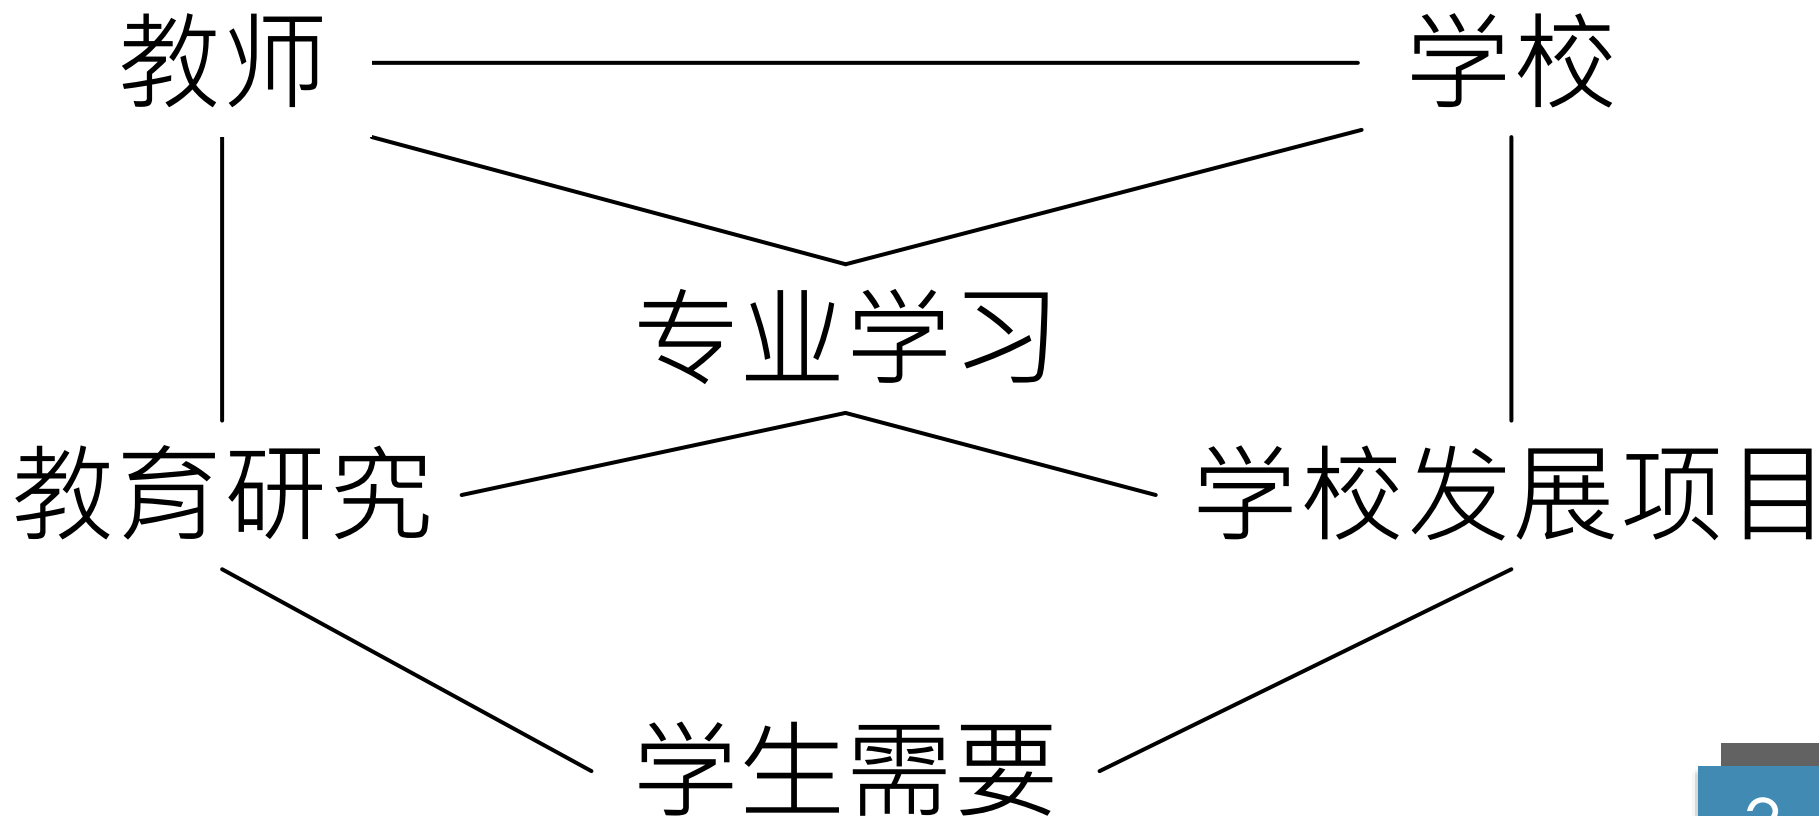 教师 学校
专业学习
教育研究 学校发展项目
学生需要